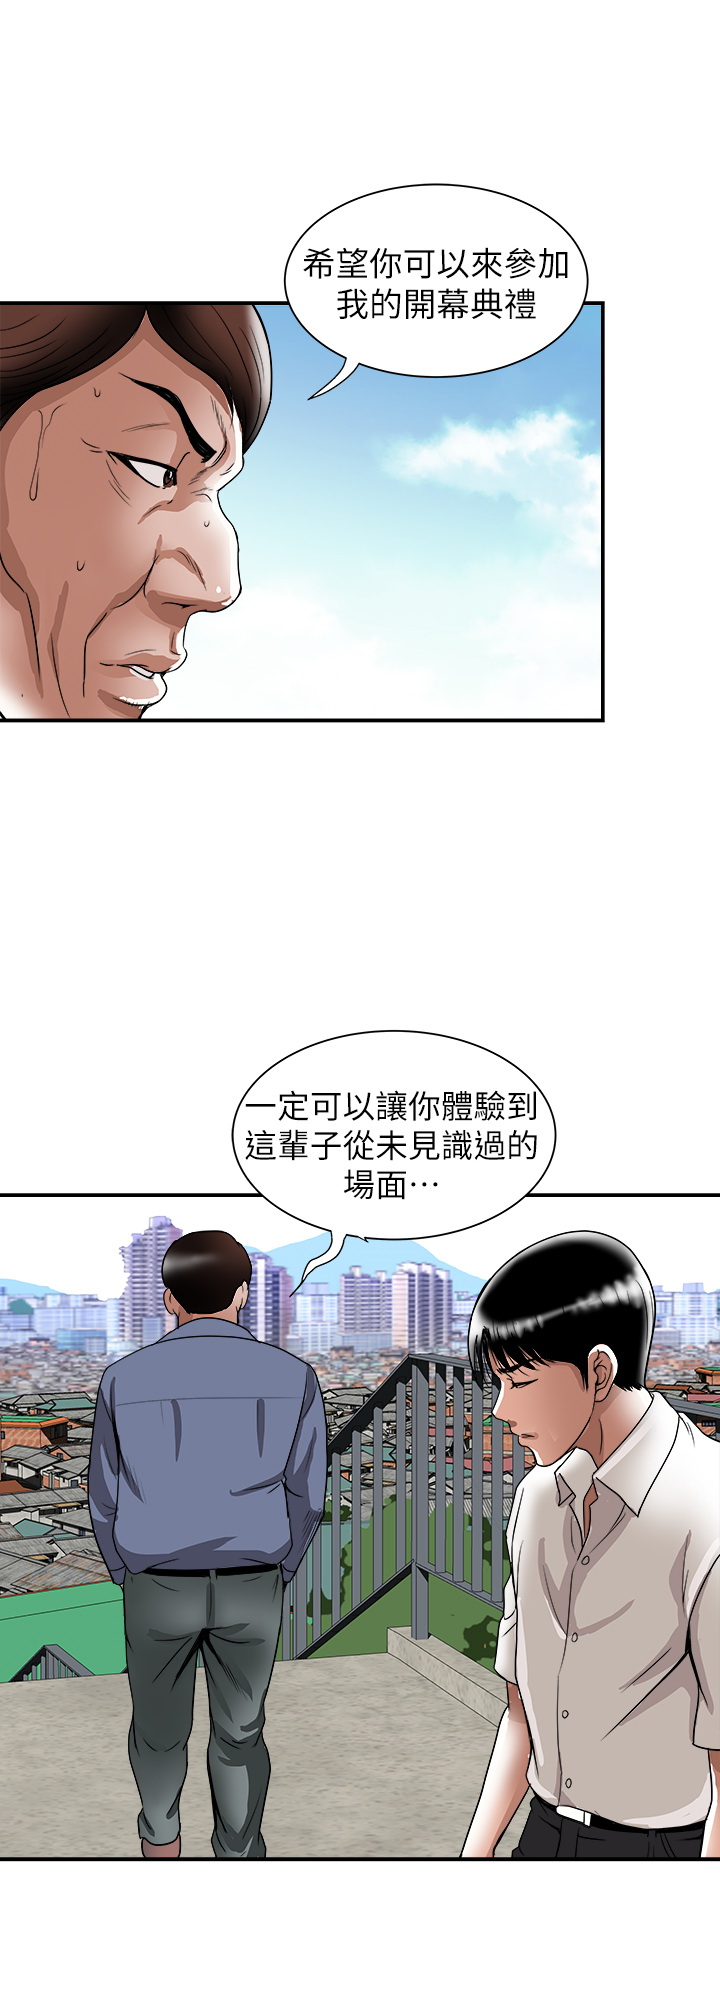 希望你可以來參加
我的開幕典禮
一定可以讓你體驗到
這輩子從未見識過的
場面…